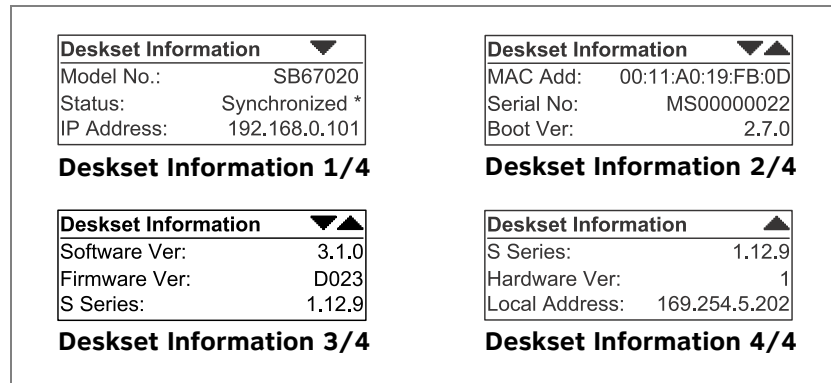 Deskset Information ▼
Model No.: SB67020
Status: Synchronized *
IP Address: 192.168.0.101
Deskset Information 1/4
Deskset Information ▼▲
MAC Add: 00:11:A0:19:FB:0D
Serial No: MS00000022
Boot Ver: 2.7.0
Deskset Information 2/4
Deskset Information ▼▲
Software Ver: 3.1.0
Firmware Ver: D023
S Series: 1.12.9
Deskset Information 3/4
Deskset Information ▲
S Series: 1.12.9
Hardware Ver: 1
Local Address: 169.254.5.202
Deskset Information 4/4